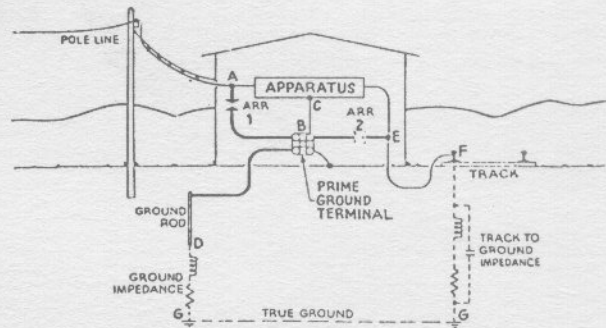 POLE LINE
A
APPARATUS
C
ARR
1
ARR
2
B
E
F
TRACK
PRIME
GROUND
TERMINAL
GROUND
ROD
D
GROUND
IMPEDANCE
TRACK TO
GROUND
IMPEDANCE
G
TRUE GROUND
G